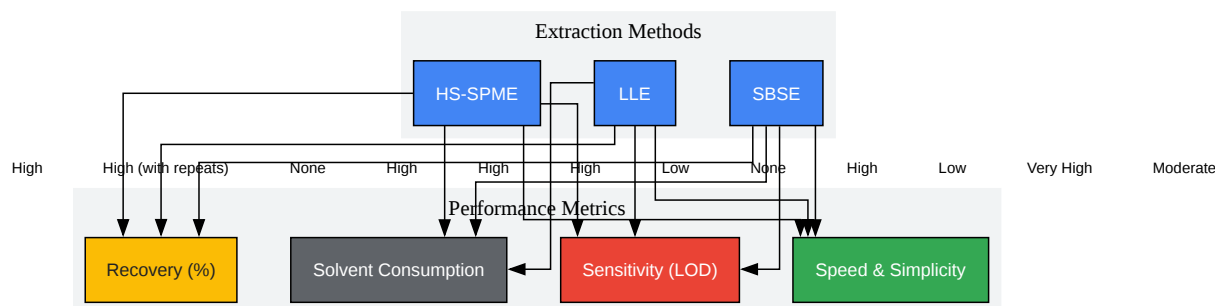 Extraction Methods
HS-SPME
LLE
SBSE
High
High (with repeats)
None
High
High
High
Low
None
High
Low
Very High
Moderate
Performance Metrics
Recovery (%)
Solvent Consumption
Sensitivity (LOD)
Speed & Simplicity